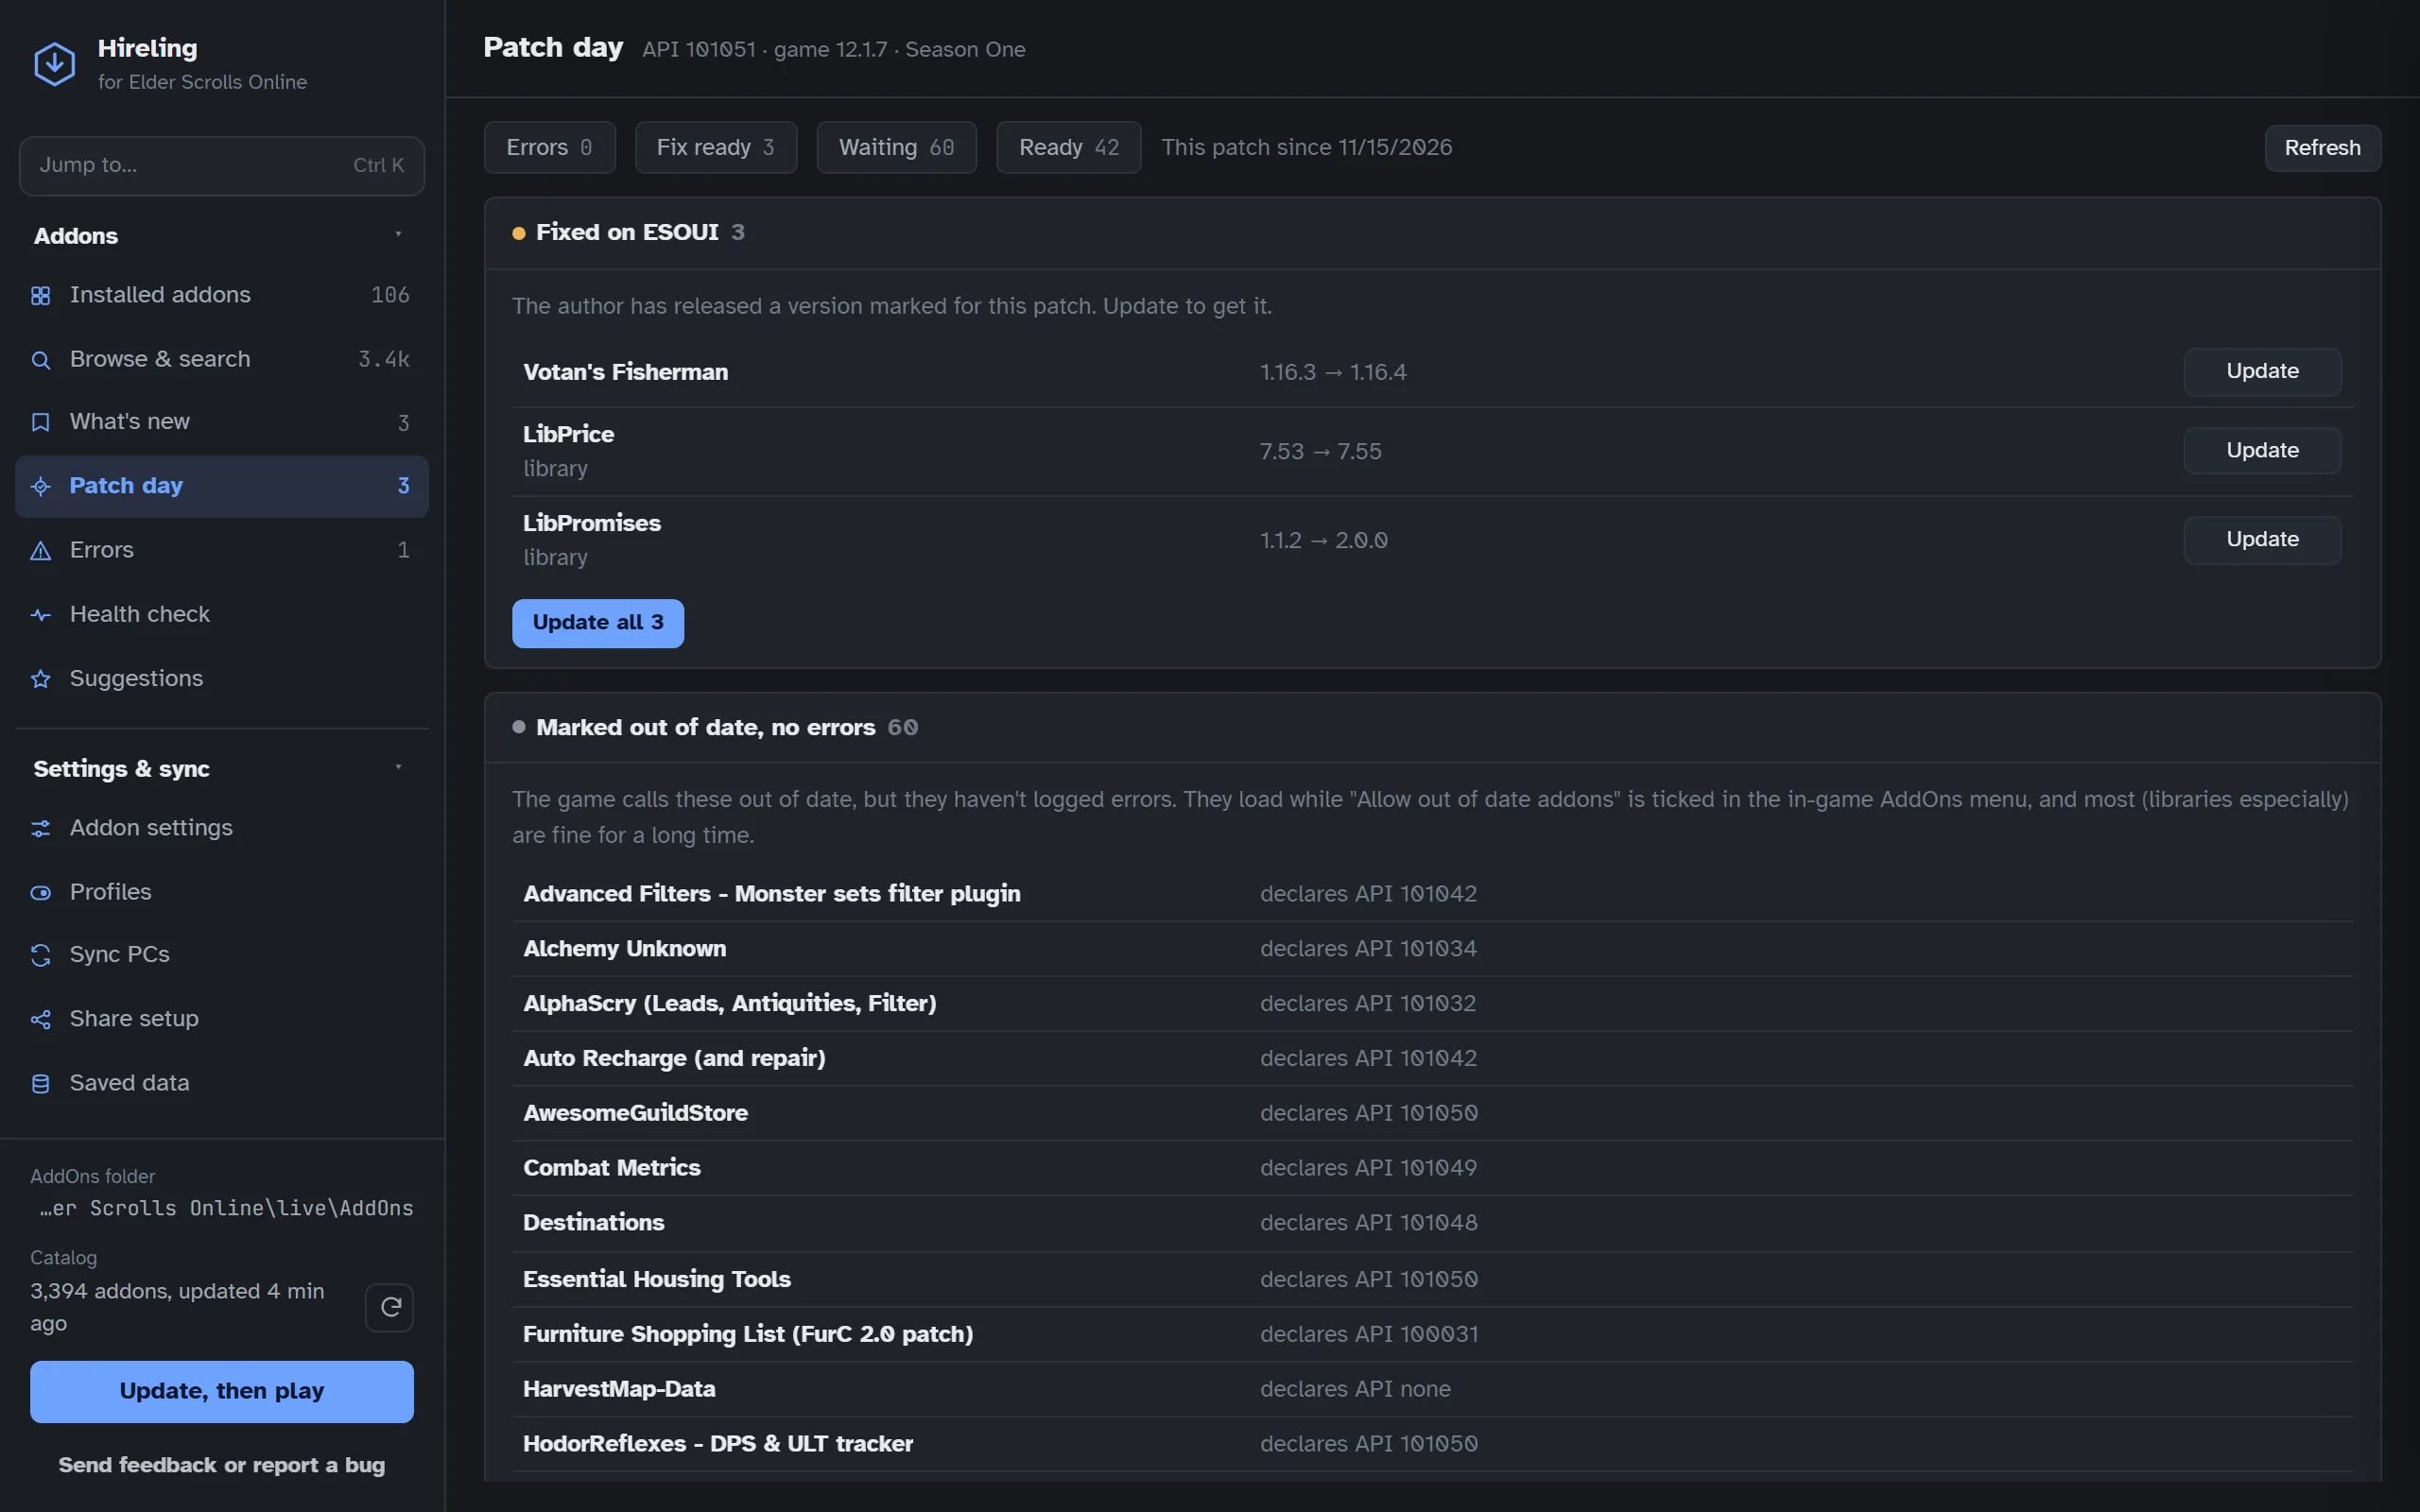 Hireling
for Elder Scrolls Online
Jump to...
Ctrl K
Addons
Installed addons 106
Browse & search 3.4k
What's new 3
Patch day 3
Errors 1
Health check
Suggestions
Settings & sync
Addon settings
Profiles
Sync PCs
Share setup
Saved data
AddOns folder
…er Scrolls Online\live\AddOns
Catalog
3,394 addons, updated 4 min
ago
Update, then play
Send feedback or report a bug
Patch day API 101051 · game 12.1.7 · Season One
Errors 0 Fix ready 3 Waiting 60 Ready 42 This patch since 11/15/2026 Refresh
Fixed on ESOUI 3
The author has released a version marked for this patch. Update to get it.
Votan's Fisherman 1.16.3 → 1.16.4 Update
LibPrice
library
7.53 → 7.55 Update
LibPromises
library
1.1.2 → 2.0.0 Update
Update all 3
Marked out of date, no errors 60
The game calls these out of date, but they haven't logged errors. They load while "Allow out of date addons" is ticked in the in-game AddOns menu, and most (libraries especially)
are fine for a long time.
Advanced Filters - Monster sets filter plugin declares API 101042
Alchemy Unknown declares API 101034
AlphaScry (Leads, Antiquities, Filter) declares API 101032
Auto Recharge (and repair) declares API 101042
AwesomeGuildStore declares API 101050
Combat Metrics declares API 101049
Destinations declares API 101048
Essential Housing Tools declares API 101050
Furniture Shopping List (FurC 2.0 patch) declares API 100031
HarvestMap-Data declares API none
HodorReflexes - DPS & ULT tracker declares API 101050